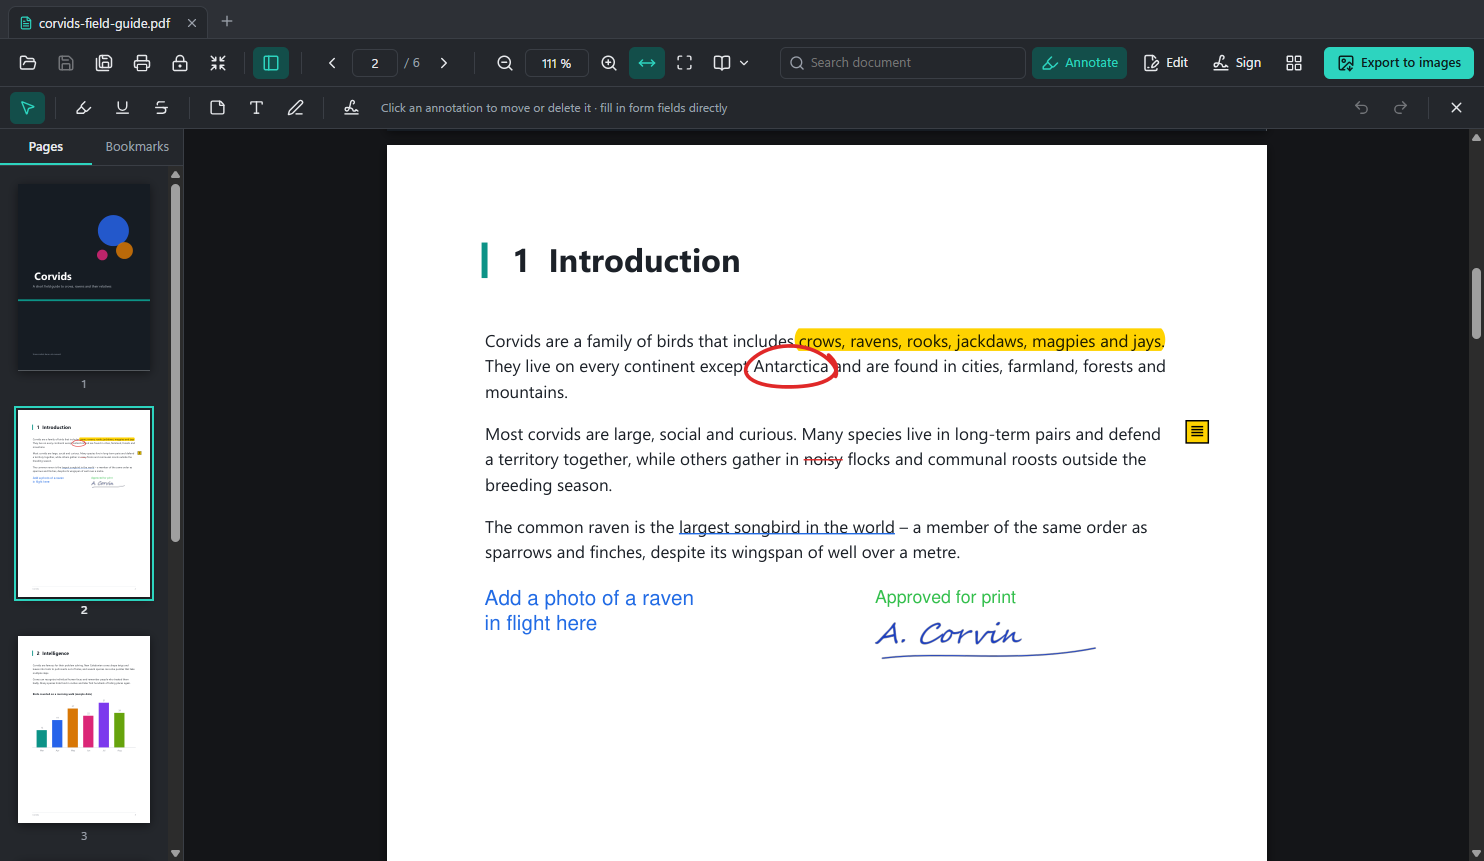 corvids-field-guide.pdf
2 / 6
111 %
Search document
Annotate
Edit
Sign
Export to images
Click an annotation to move or delete it · fill in form fields directly
Pages
Bookmarks
Corvids
1
1 Introduction
A. Corvin
2
2 Intelligence
3
1 Introduction
Corvids are a family of birds that includes crows, ravens, rooks, jackdaws, magpies and jays.
They live on every continent except Antarctica and are found in cities, farmland, forests and
mountains.
Most corvids are large, social and curious. Many species live in long-term pairs and defend
a territory together, while others gather in noisy flocks and communal roosts outside the
breeding season.
The common raven is the largest songbird in the world – a member of the same order as
sparrows and finches, despite its wingspan of well over a metre.
Add a photo of a raven
in flight here
Approved for print
A. Corvin